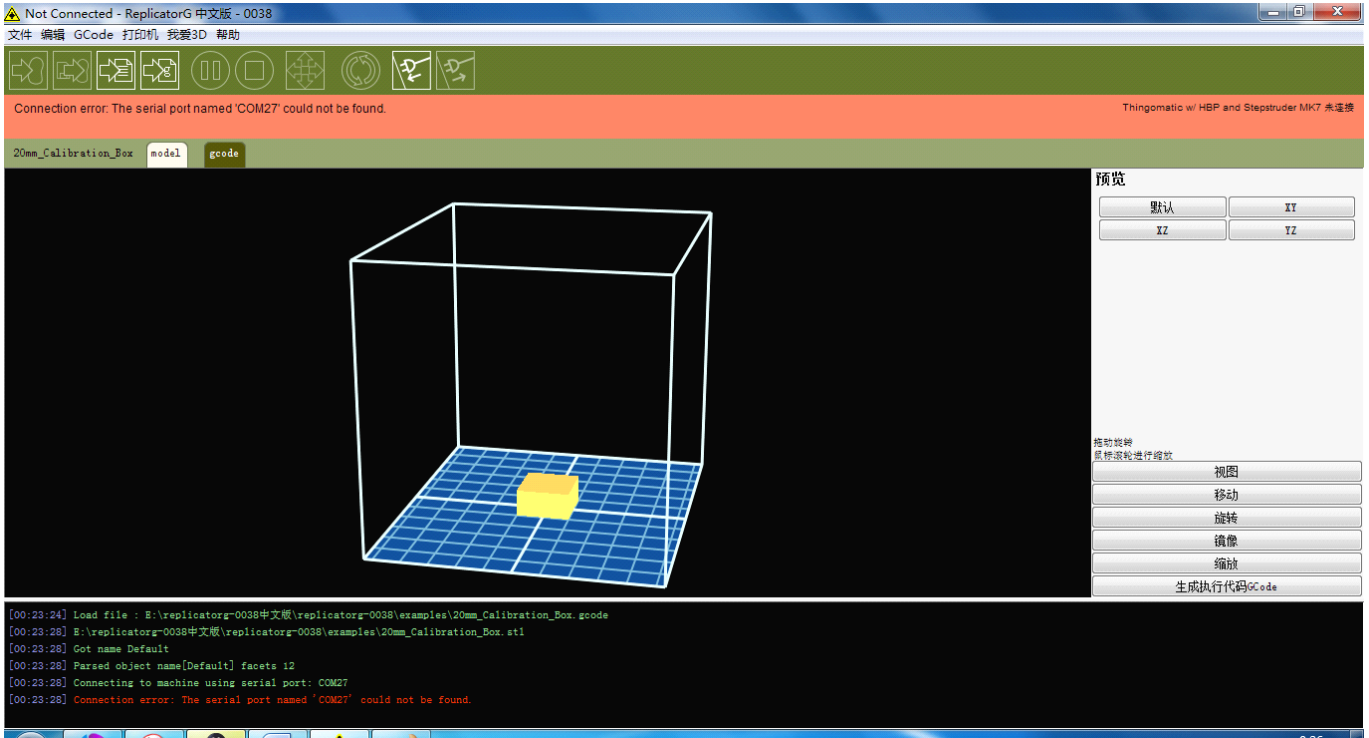 Not Connected - ReplicatorG 中文版 - 0038
文件 编辑 GCode 打印机 我爱3D 帮助
Connection error: The serial port named 'COM27' could not be found.
Thingomatic w/ HBP and Stepstruder MK7 未连接
20mm_Calibration_Box model gcode
预览
默认 XY
XZ YZ
拖动旋转
鼠标滚轮进行缩放
视图
移动
旋转
镜像
缩放
生成执行代码GCode
[00:23:24] Load file : E:\replicatorg-0038中文版\replicatorg-0038\examples\20mm_Calibration_Box.gcode
[00:23:28] E:\replicatorg-0038中文版\replicatorg-0038\examples\20mm_Calibration_Box.stl
[00:23:28] Got name Default
[00:23:28] Parsed object name[Default] facets 12
[00:23:28] Connecting to machine using serial port: COM27
[00:23:28] Connection error: The serial port named 'COM27' could not be found.